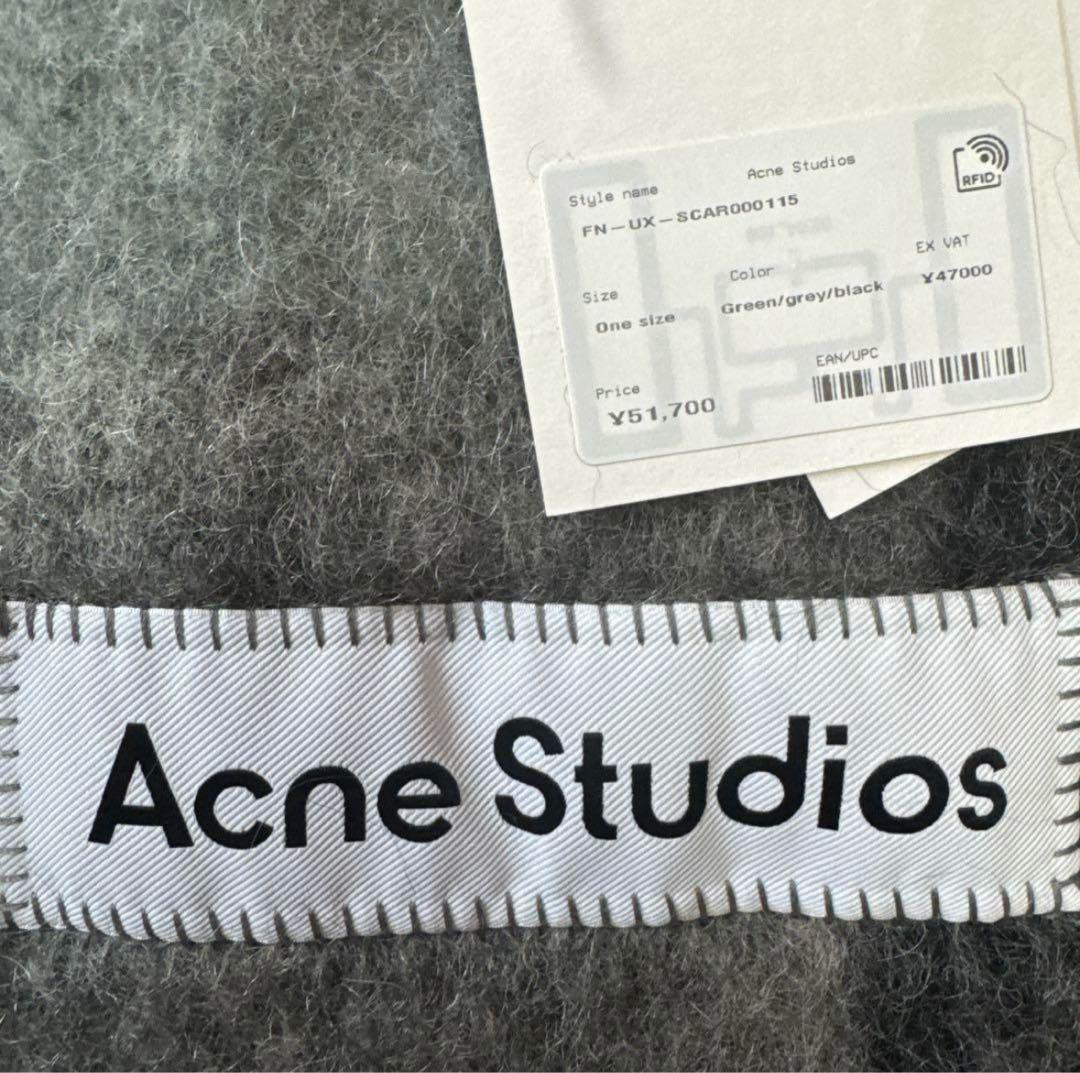 Acne Studios
RFID
Style name
FN-UX-SCAR000115
Size
One size
Color
Green/grey/black
EX VAT
¥47000
EAN/UPC
Price
¥51,700
Acne Studios